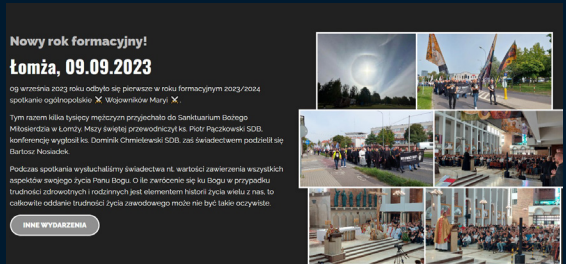 Nowy rok formacyjny!
Łomża, 09.09.2023
09 września 2023 roku odbyło się pierwsze w roku formacyjnym 2023/2024
spotkanie ogólnopolskie ⚔️ Wojowników Maryi ⚔️.
Tym razem kilka tysięcy mężczyzn przyjechało do Sanktuarium Bożego
Miłosierdzia w Łomży. Mszy świętej przewodniczył ks. Piotr Pączkowski SDB,
konferencję wygłosił ks. Dominik Chmielewski SDB, zaś świadectwem podzielił się
Bartosz Nosiadek.
Podczas spotkania wysłuchaliśmy świadectwa nt. wartości zawierzenia wszystkich
aspektów swojego życia Panu Bogu. O ile zwrócenie się ku Bogu w przypadku
trudności zdrowotnych i rodzinnych jest elementem historii życia wielu z nas, to
całkowite oddanie trudności życia zawodowego może nie być takie oczywiste.
INNE WYDARZENIA